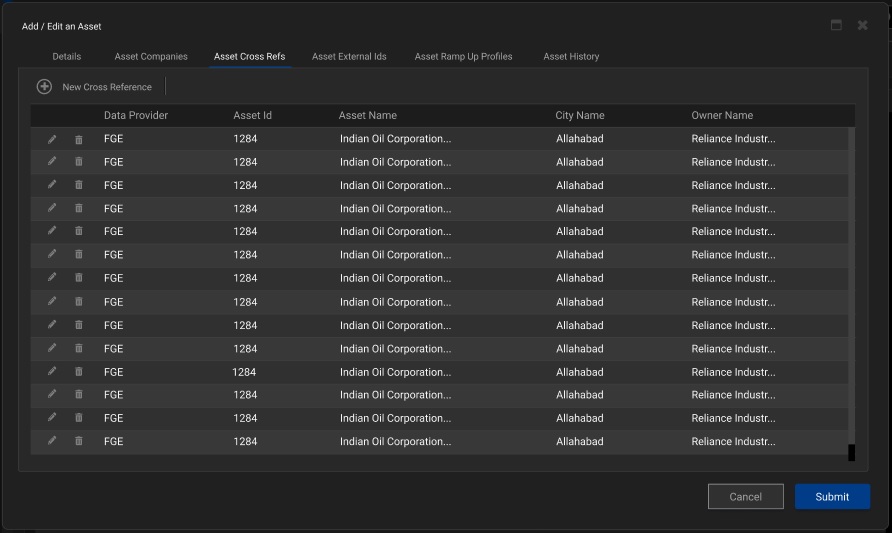 Add / Edit an Asset
Details Asset Companies Asset Cross Refs Asset External Ids Asset Ramp Up Profiles Asset History
New Cross Reference
Data Provider Asset Id Asset Name City Name Owner Name
FGE 1284 Indian Oil Corporation... Allahabad Reliance Industr...
FGE 1284 Indian Oil Corporation... Allahabad Reliance Industr...
FGE 1284 Indian Oil Corporation... Allahabad Reliance Industr...
FGE 1284 Indian Oil Corporation... Allahabad Reliance Industr...
FGE 1284 Indian Oil Corporation... Allahabad Reliance Industr...
FGE 1284 Indian Oil Corporation... Allahabad Reliance Industr...
FGE 1284 Indian Oil Corporation... Allahabad Reliance Industr...
FGE 1284 Indian Oil Corporation... Allahabad Reliance Industr...
FGE 1284 Indian Oil Corporation... Allahabad Reliance Industr...
FGE 1284 Indian Oil Corporation... Allahabad Reliance Industr...
FGE 1284 Indian Oil Corporation... Allahabad Reliance Industr...
FGE 1284 Indian Oil Corporation... Allahabad Reliance Industr...
FGE 1284 Indian Oil Corporation... Allahabad Reliance Industr...
FGE 1284 Indian Oil Corporation... Allahabad Reliance Industr...
Cancel Submit